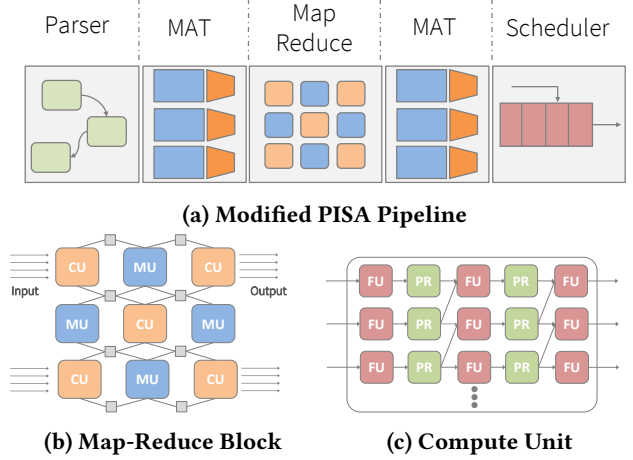 Parser MAT Map Reduce MAT Scheduler
(a) Modified PISA Pipeline
CU MU CU
Input Output
MU CU MU
CU MU CU
(b) Map-Reduce Block
FU PR FU PR FU
FU PR FU PR FU
FU PR FU PR FU
(c) Compute Unit